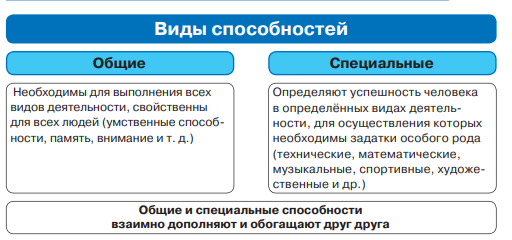 Виды способностей
Общие
Необходимы для выполнения всех
видов деятельности, свойственны
для всех людей (умственные способ-
ности, память, внимание и т. д.)
Специальные
Определяют успешность человека
в определённых видах деятель-
ности, для осуществления которых
необходимы задатки особого рода
(технические, математические,
музыкальные, спортивные, художе-
ственные и др.)
Общие и специальные способности
взаимно дополняют и обогащают друг друга